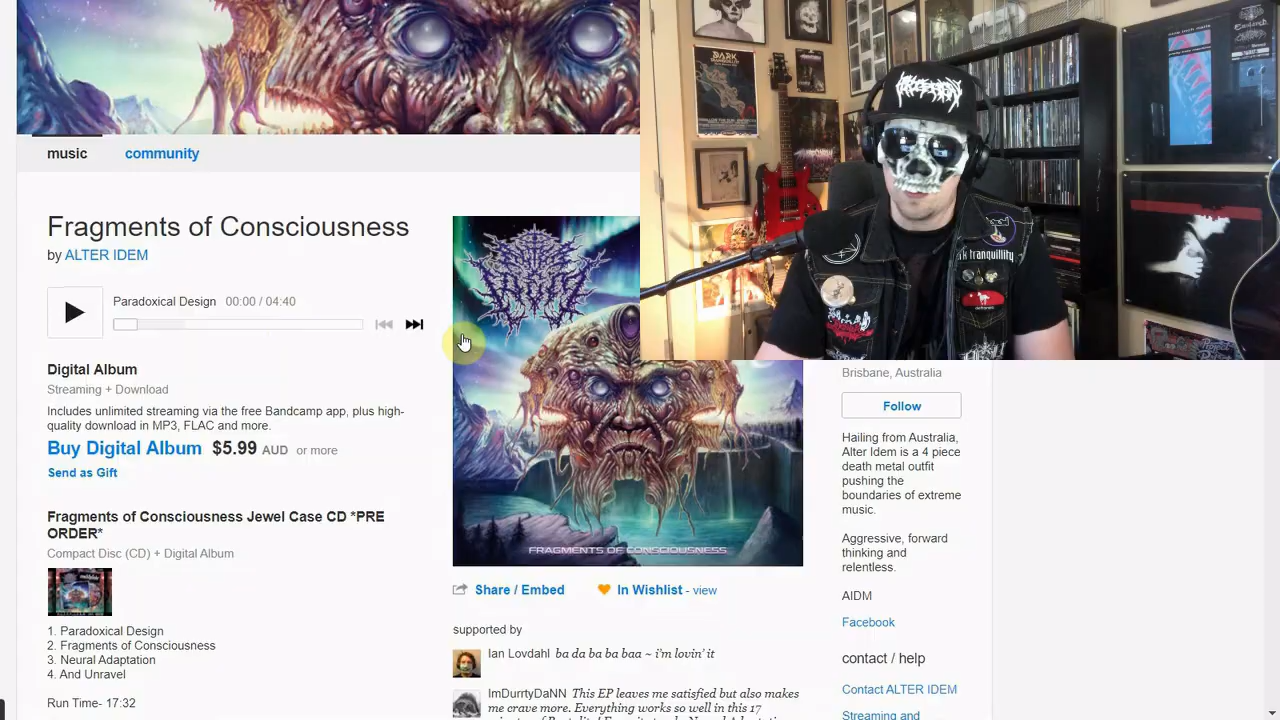 music
community
Fragments of Consciousness
by ALTER IDEM
Paradoxical Design 00:00 / 04:40
Digital Album
Streaming + Download
Includes unlimited streaming via the free Bandcamp app, plus high-
quality download in MP3, FLAC and more.
Buy Digital Album $5.99 AUD or more
Send as Gift
Fragments of Consciousness Jewel Case CD *PRE
ORDER*
Compact Disc (CD) + Digital Album
1. Paradoxical Design
2. Fragments of Consciousness
3. Neural Adaptation
4. And Unravel
Run Time- 17:32
FRAGMENTS OF CONSCIOUSNESS
Share / Embed
In Wishlist - view
supported by
Ian Lovdahl ba da ba ba baa ~ i'm lovin' it
ImDurrtyDaNN This EP leaves me satisfied but also makes
me crave more. Everything works so well in this 17
DARK
TRANQUILLITY
k tranquillity
deftones
Brisbane, Australia
Follow
Hailing from Australia,
Alter Idem is a 4 piece
death metal outfit
pushing the
boundaries of extreme
music.
Aggressive, forward
thinking and
relentless.
AIDM
Facebook
contact / help
Contact ALTER IDEM
Streaming and